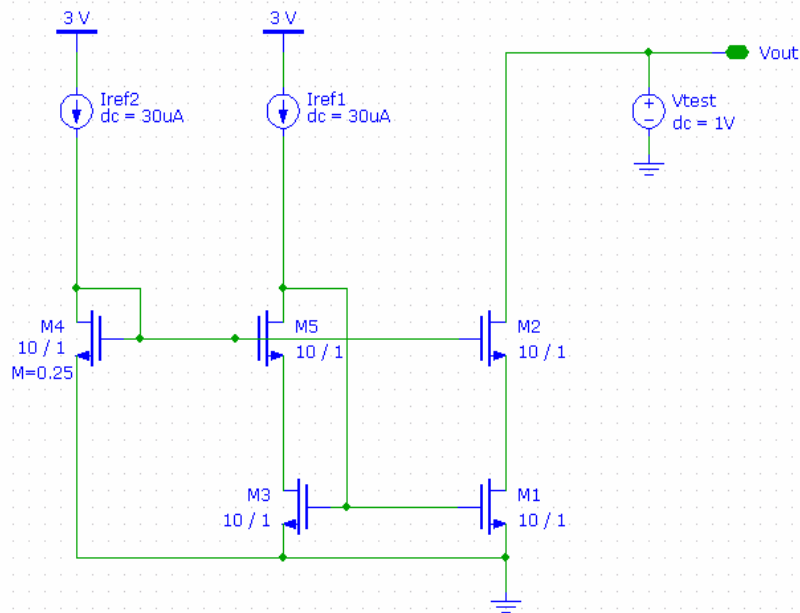 3 V
3 V
Iref2
dc = 30uA
Iref1
dc = 30uA
Vout
Vtest
dc = 1V
M4
10 / 1
M=0.25
M5
10 / 1
M2
10 / 1
M3
10 / 1
M1
10 / 1